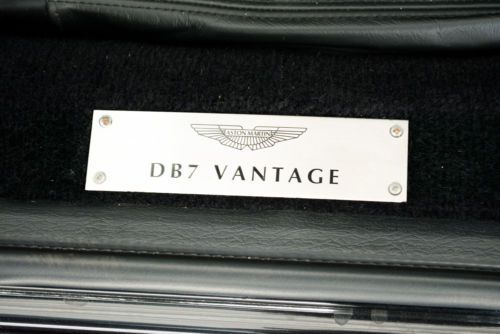 ASTON MARTIN
DB7 VANTAGE